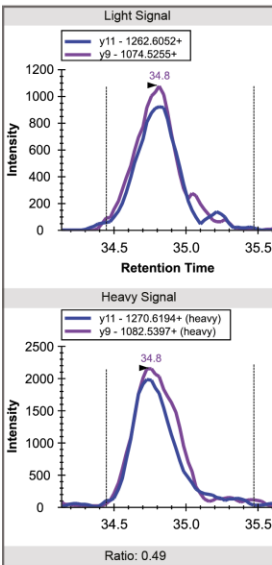 Light Signal
y11 - 1262.6052+
y9 - 1074.5255+
34.8
1200
1000
800
600
400
200
0
Intensity
34.5 35.0 35.5
Retention Time
Heavy Signal
y11 - 1270.6194+ (heavy)
y9 - 1082.5397+ (heavy)
34.8
2500
2000
1500
1000
500
0
Intensity
34.5 35.0 35.5
Ratio: 0.49